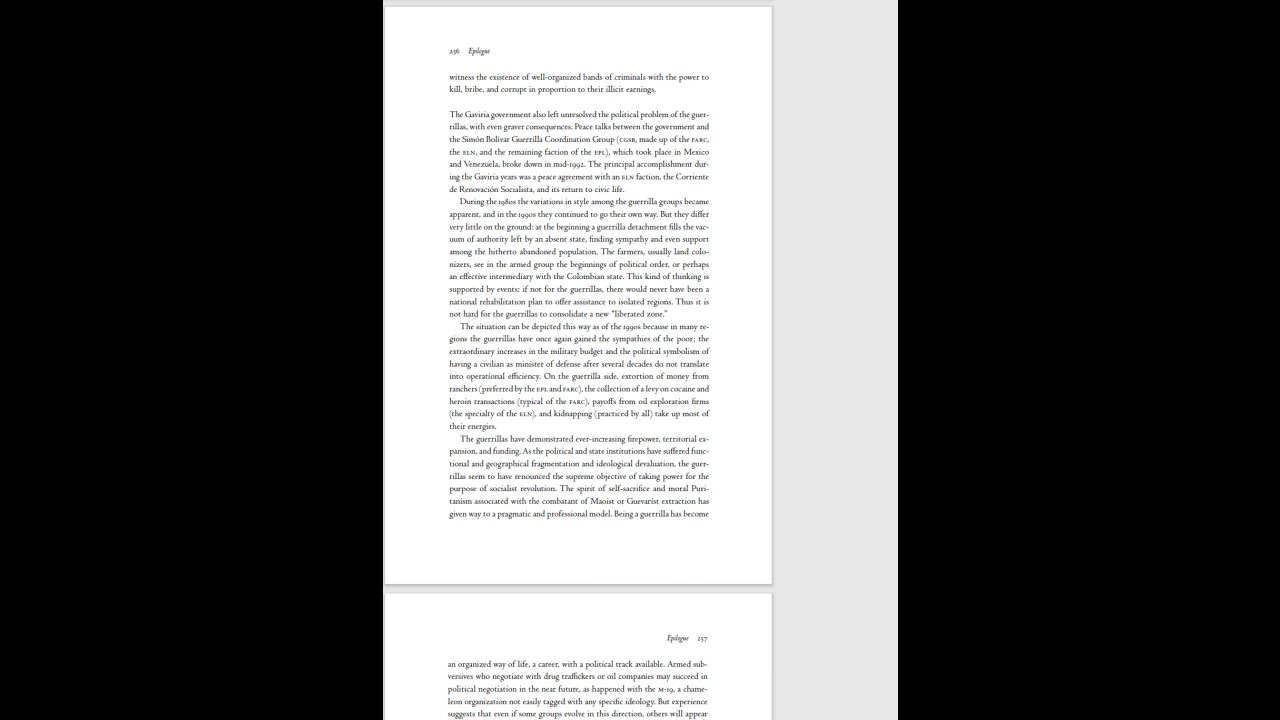 256 Epilogue
witness the existence of well-organized bands of criminals with the power to
kill, bribe, and corrupt in proportion to their illicit earnings.
The Gaviria government also left unresolved the political problem of the guer-
rillas, with even graver consequences. Peace talks between the government and
the Simón Bolívar Guerrilla Coordination Group (CGSB, made up of the FARC,
the ELN, and the remaining faction of the EPL), which took place in Mexico
and Venezuela, broke down in mid-1992. The principal accomplishment dur-
ing the Gaviria years was a peace agreement with an ELN faction, the Corriente
de Renovación Socialista, and its return to civic life.
During the 1980s the variations in style among the guerrilla groups became
apparent, and in the 1990s they continued to go their own way. But they differ
very little on the ground: at the beginning a guerrilla detachment fills the vac-
uum of authority left by an absent state, finding sympathy and even support
among the hitherto abandoned population. The farmers, usually land colo-
nizers, see in the armed group the beginnings of political order, or perhaps
an effective intermediary with the Colombian state. This kind of thinking is
supported by events: if not for the guerrillas, there would never have been a
national rehabilitation plan to offer assistance to isolated regions. Thus it is
not hard for the guerrillas to consolidate a new “liberated zone.”
The situation can be depicted this way as of the 1990s because in many re-
gions the guerrillas have once again gained the sympathies of the poor; the
extraordinary increases in the military budget and the political symbolism of
having a civilian as minister of defense after several decades do not translate
into operational efficiency. On the guerrilla side, extortion of money from
ranchers (preferred by the EPL and FARC), the collection of a levy on cocaine and
heroin transactions (typical of the FARC), payoffs from oil exploration firms
(the specialty of the ELN), and kidnapping (practiced by all) take up most of
their energies.
The guerrillas have demonstrated ever-increasing firepower, territorial ex-
pansion, and funding. As the political and state institutions have suffered func-
tional and geographical fragmentation and ideological devaluation, the guer-
rillas seem to have renounced the supreme objective of taking power for the
purpose of socialist revolution. The spirit of self-sacrifice and moral Puri-
tanism associated with the combatant of Maoist or Guevarist extraction has
given way to a pragmatic and professional model. Being a guerrilla has become
Epilogue 257
an organized way of life, a career, with a political track available. Armed sub-
versives who negotiate with drug traffickers or oil companies may succeed in
political negotiation in the near future, as happened with the M-19, a chame-
leon organization not easily tagged with any specific ideology. But experience
suggests that even if some groups evolve in this direction, others will appear